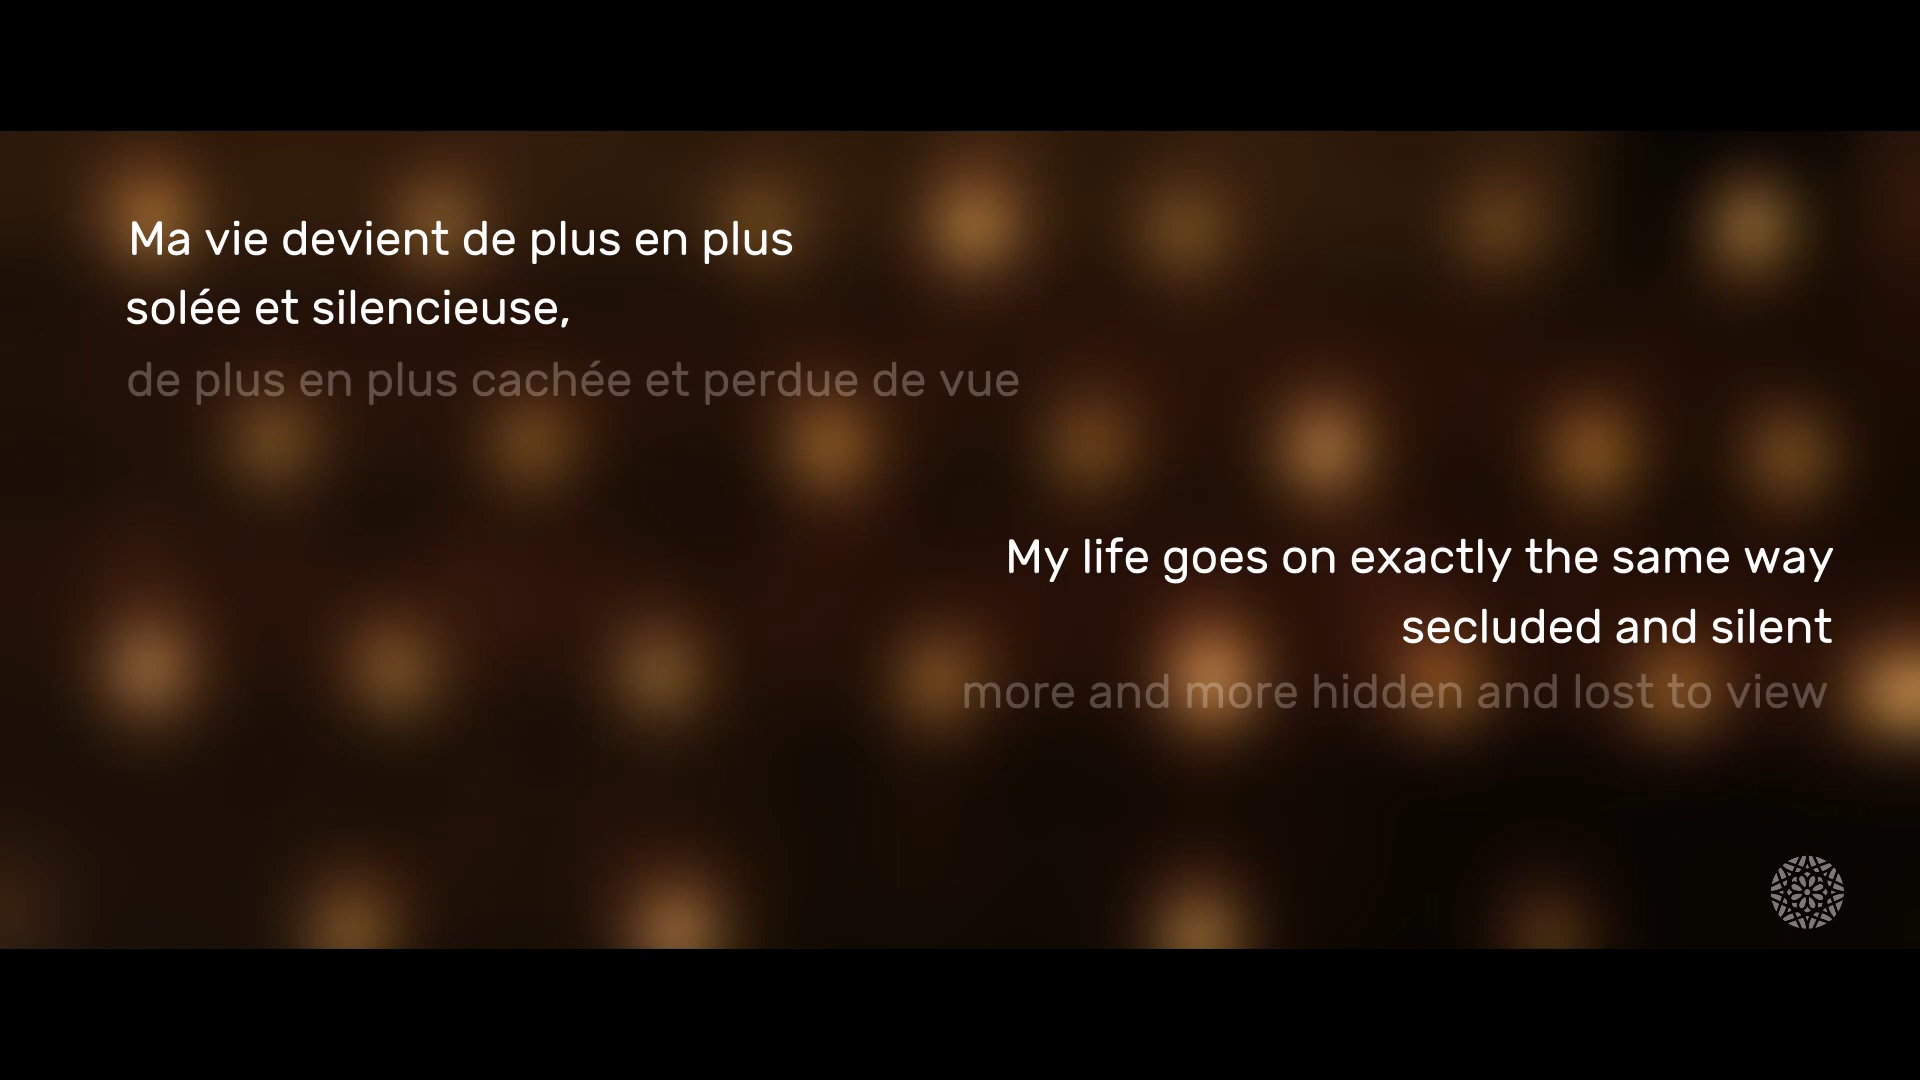 Ma vie devient de plus en plus
solée et silencieuse,
de plus en plus cachée et perdue de vue
My life goes on exactly the same way
secluded and silent
more and more hidden and lost to view